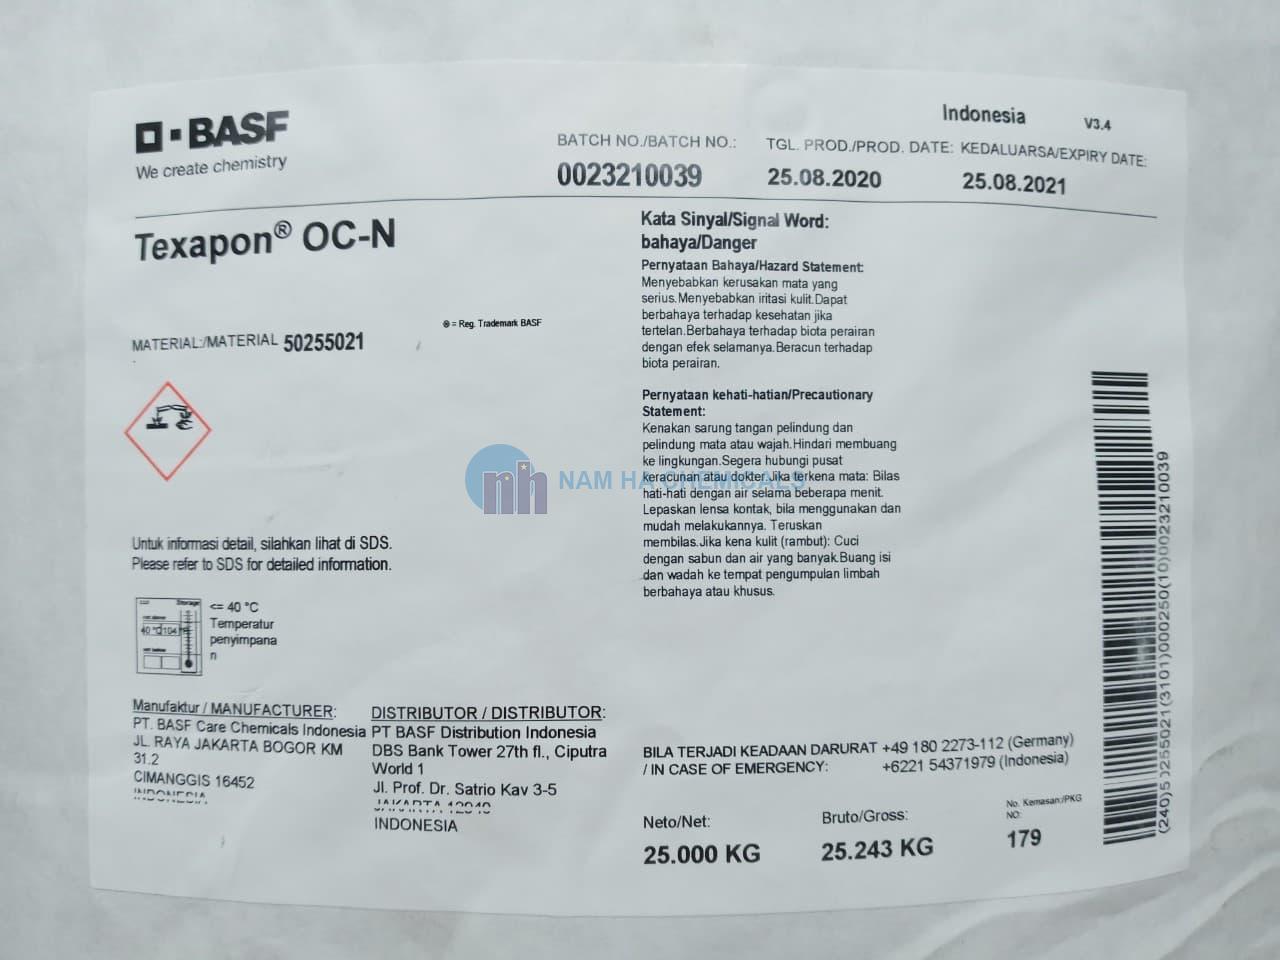 BASF
We create chemistry
Indonesia
V3.4
BATCH NO./BATCH NO.:
0023210039
TGL. PROD./PROD. DATE:
25.08.2020
KEDALUARSA/EXPIRY DATE:
25.08.2021
Texapon® OC-N
® = Reg. Trademark BASF
MATERIAL:/MATERIAL 50255021
Kata Sinyal/Signal Word:
bahaya/Danger
Pernyataan Bahaya/Hazard Statement:
Menyebabkan kerusakan mata yang
serius.Menyebabkan iritasi kulit.Dapat
berbahaya terhadap kesehatan jika
tertelan.Berbahaya terhadap biota perairan
dengan efek selamanya.Beracun terhadap
biota perairan.
Pernyataan kehati-hatian/Precautionary
Statement:
Kenakan sarung tangan pelindung dan
pelindung mata atau wajah.Hindari membuang
ke lingkungan.Segera hubungi pusat
keracunan atau dokter.Jika terkena mata: Bilas
hati-hati dengan air selama beberapa menit.
Lepaskan lensa kontak, bila menggunakan dan
mudah melakukannya. Teruskan
membilas.Jika kena kulit (rambut): Cuci
dengan sabun dan air yang banyak.Buang isi
dan wadah ke tempat pengumpulan limbah
berbahaya atau khusus.
nh NAM HA CHEMICALS
Untuk informasi detail, silahkan lihat di SDS.
Please refer to SDS for detailed information.
Storage
40 °C/104
<= 40 °C
Temperatur
penyimpana
n
Manufaktur / MANUFACTURER:
PT. BASF Care Chemicals Indonesia
JL. RAYA JAKARTA BOGOR KM
31.2
CIMANGGIS 16452
INDONESIA
DISTRIBUTOR / DISTRIBUTOR:
PT BASF Distribution Indonesia
DBS Bank Tower 27th fl., Ciputra
World 1
Jl. Prof. Dr. Satrio Kav 3-5
JAKARTA 12940
INDONESIA
BILA TERJADI KEADAAN DARURAT +49 180 2273-112 (Germany)
/ IN CASE OF EMERGENCY: +6221 54371979 (Indonesia)
Neto/Net:
25.000 KG
Bruto/Gross:
25.243 KG
No. Kemasan:/PKG
NO:
179
(240)50255021(3101)000250(10)0023210039